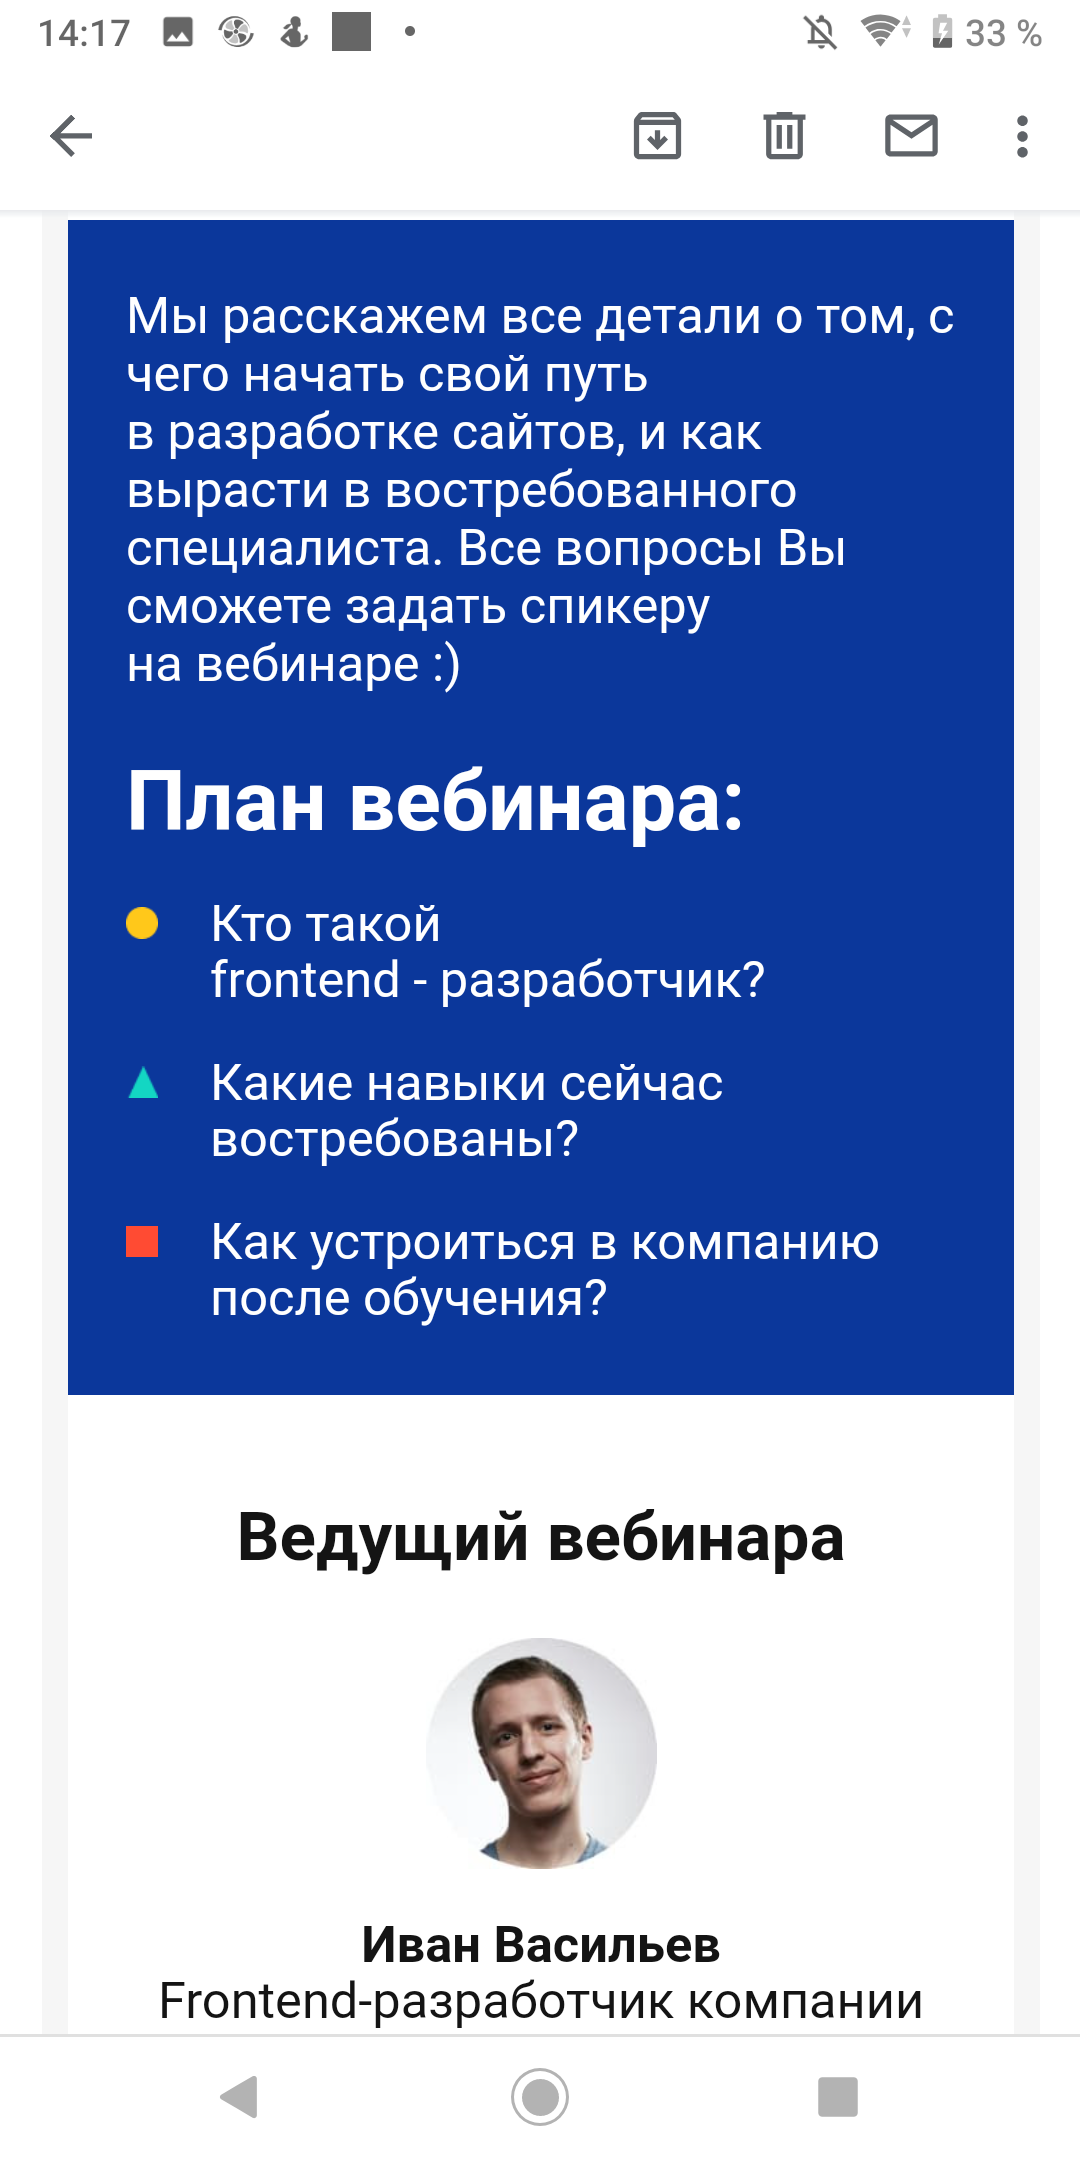 14:17
33 %
Мы расскажем все детали о том, с
чего начать свой путь
в разработке сайтов, и как
вырасти в востребованного
специалиста. Все вопросы Вы
сможете задать спикеру
на вебинаре :)
План вебинара:
Кто такой
frontend - разработчик?
Какие навыки сейчас
востребованы?
Как устроиться в компанию
после обучения?
Ведущий вебинара
Иван Васильев
Frontend-разработчик компании